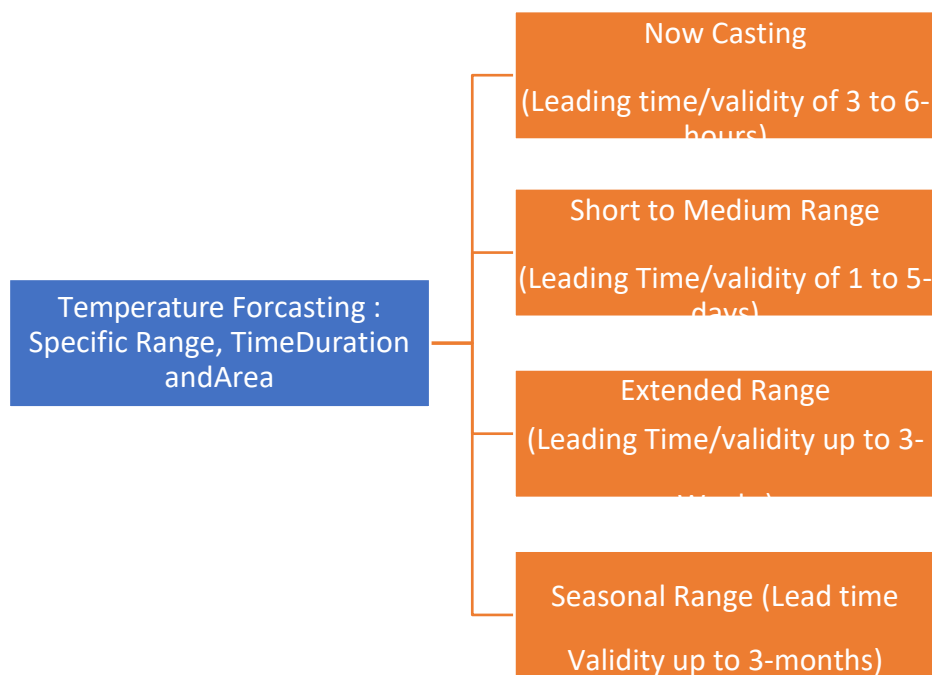 Now Casting
(Leading time/validity of 3 to 6-
hours)
Short to Medium Range
(Leading Time/validity of 1 to 5-
days)
Temperature Forcasting :
Specific Range, TimeDuration
andArea
Extended Range
(Leading Time/validity up to 3-
Seasonal Range (Lead time
Validity up to 3-months)